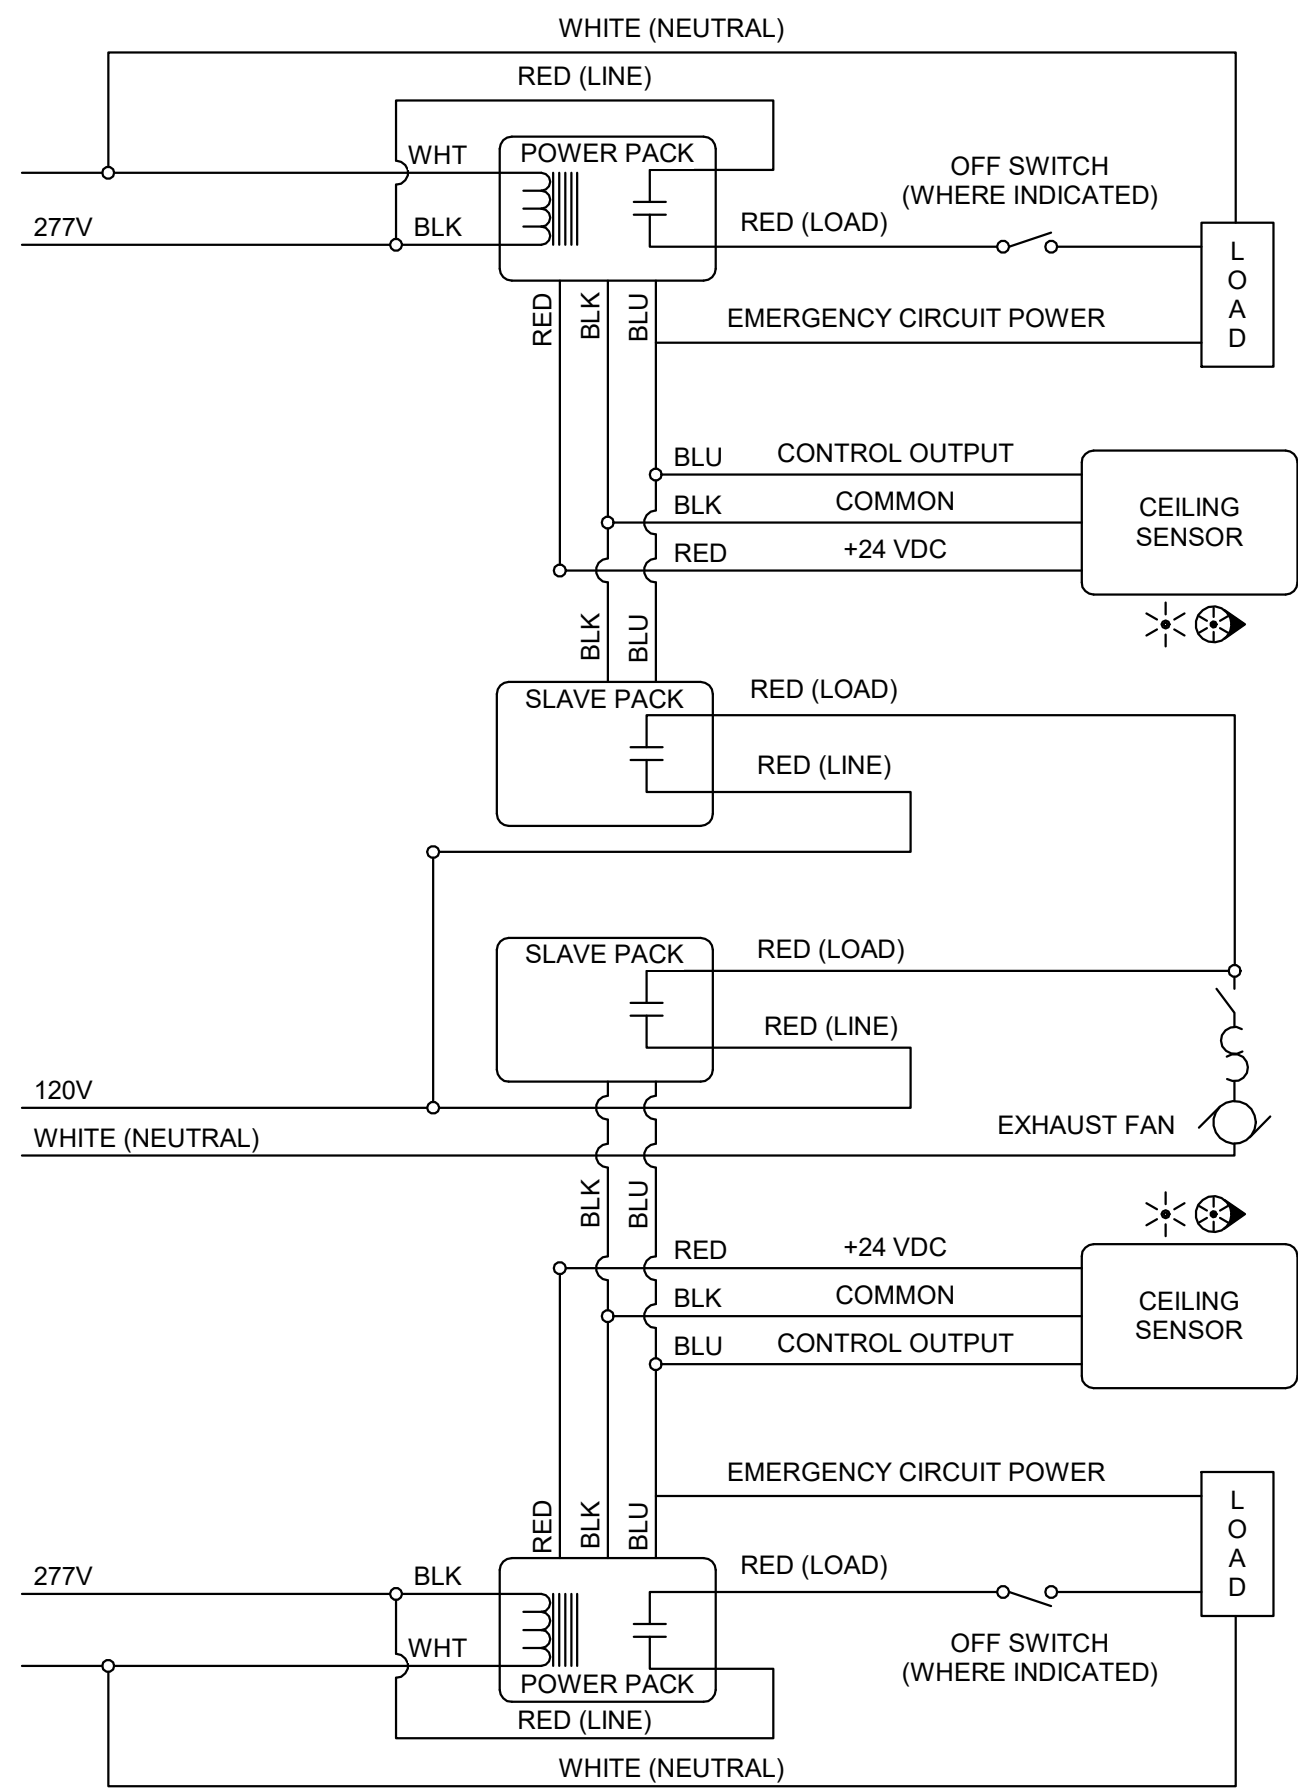 WHITE (NEUTRAL)
RED (LINE)
WHT
POWER PACK
OFF SWITCH
(WHERE INDICATED)
277V
BLK
RED (LOAD)
L
O
A
D
RED
BLK
BLU
EMERGENCY CIRCUIT POWER
BLU
CONTROL OUTPUT
BLK
COMMON
RED
+24 VDC
CEILING
SENSOR
BLK
BLU
SLAVE PACK
RED (LOAD)
RED (LINE)
SLAVE PACK
RED (LOAD)
RED (LINE)
120V
WHITE (NEUTRAL)
EXHAUST FAN
BLK
BLU
RED
+24 VDC
BLK
COMMON
BLU
CONTROL OUTPUT
CEILING
SENSOR
EMERGENCY CIRCUIT POWER
RED
BLK
BLU
L
O
A
D
277V
BLK
RED (LOAD)
WHT
OFF SWITCH
(WHERE INDICATED)
POWER PACK
RED (LINE)
WHITE (NEUTRAL)